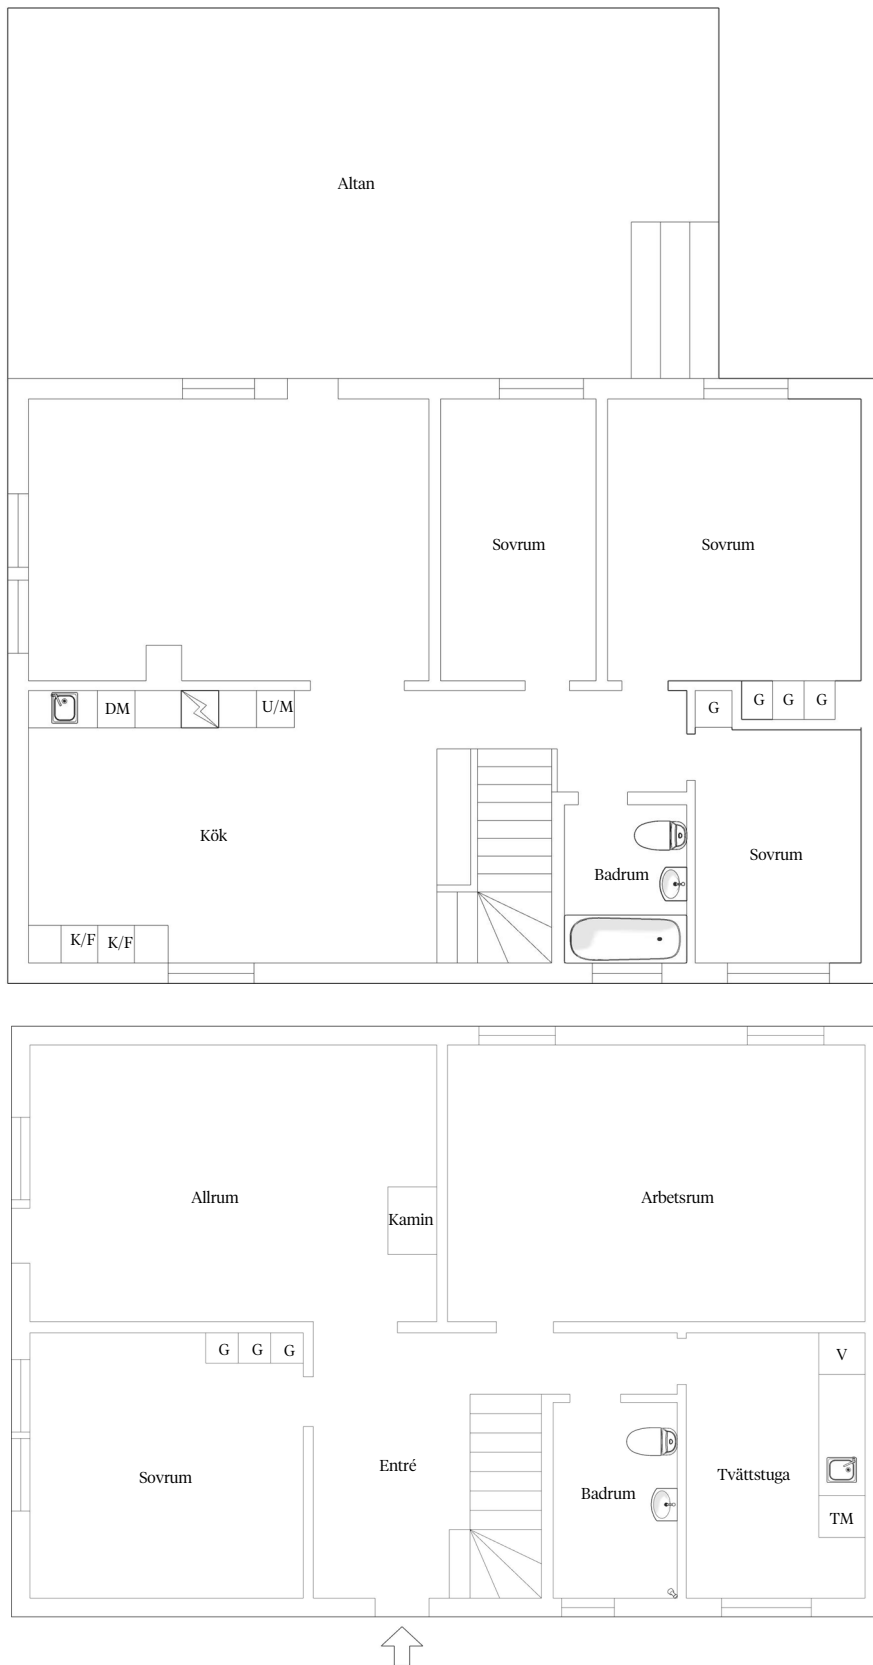 Altan
Sovrum
Sovrum
DM
U/M
G
G
G
G
Kök
Sovrum
Badrum
K/F
K/F
Allrum
Arbetsrum
Kamin
G
G
G
V
Entré
Sovrum
Tvättstuga
Badrum
TM